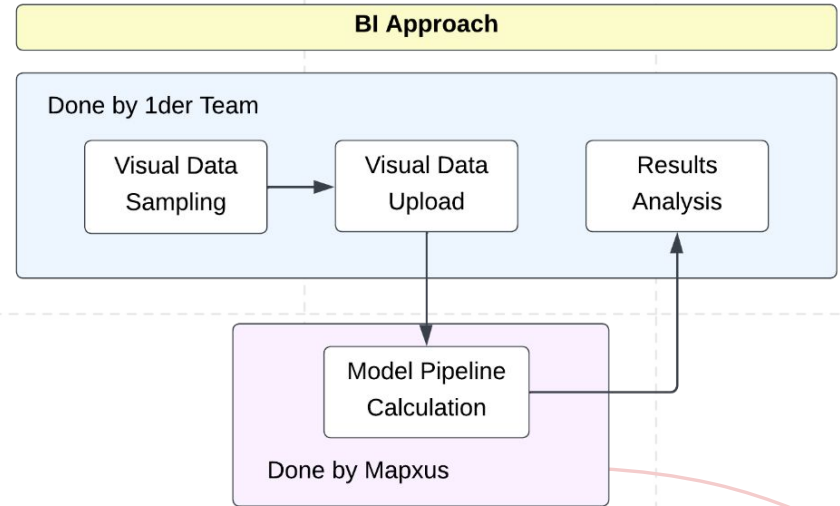 BI Approach
Done by 1der Team
Visual Data
Sampling
Visual Data
Upload
Results
Analysis
Model Pipeline
Calculation
Done by Mapxus